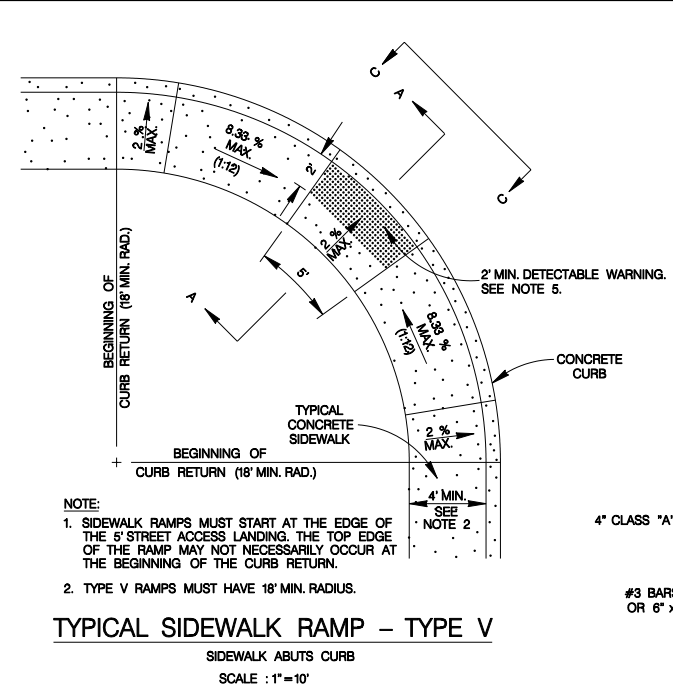 C
A
8.33 %
MAX.
(1:12)
2 %
MAX.
2'
C
2 %
MAX.
5'
2' MIN. DETECTABLE WARNING.
SEE NOTE 5.
A
BEGINNING OF
CURB RETURN (18' MIN. RAD.)
8.33 %
MAX.
(1:12)
CONCRETE
CURB
TYPICAL
CONCRETE
SIDEWALK
2 %
MAX.
BEGINNING OF
CURB RETURN (18' MIN. RAD.)
4' MIN.
SEE
NOTE 2
NOTE:
1. SIDEWALK RAMPS MUST START AT THE EDGE OF
THE 5' STREET ACCESS LANDING. THE TOP EDGE
OF THE RAMP MAY NOT NECESSARILY OCCUR AT
THE BEGINNING OF THE CURB RETURN.
2. TYPE V RAMPS MUST HAVE 18' MIN. RADIUS.
4" CLASS "A"
#3 BARS
OR 6" x
TYPICAL SIDEWALK RAMP – TYPE V
SIDEWALK ABUTS CURB
SCALE : 1"=10'